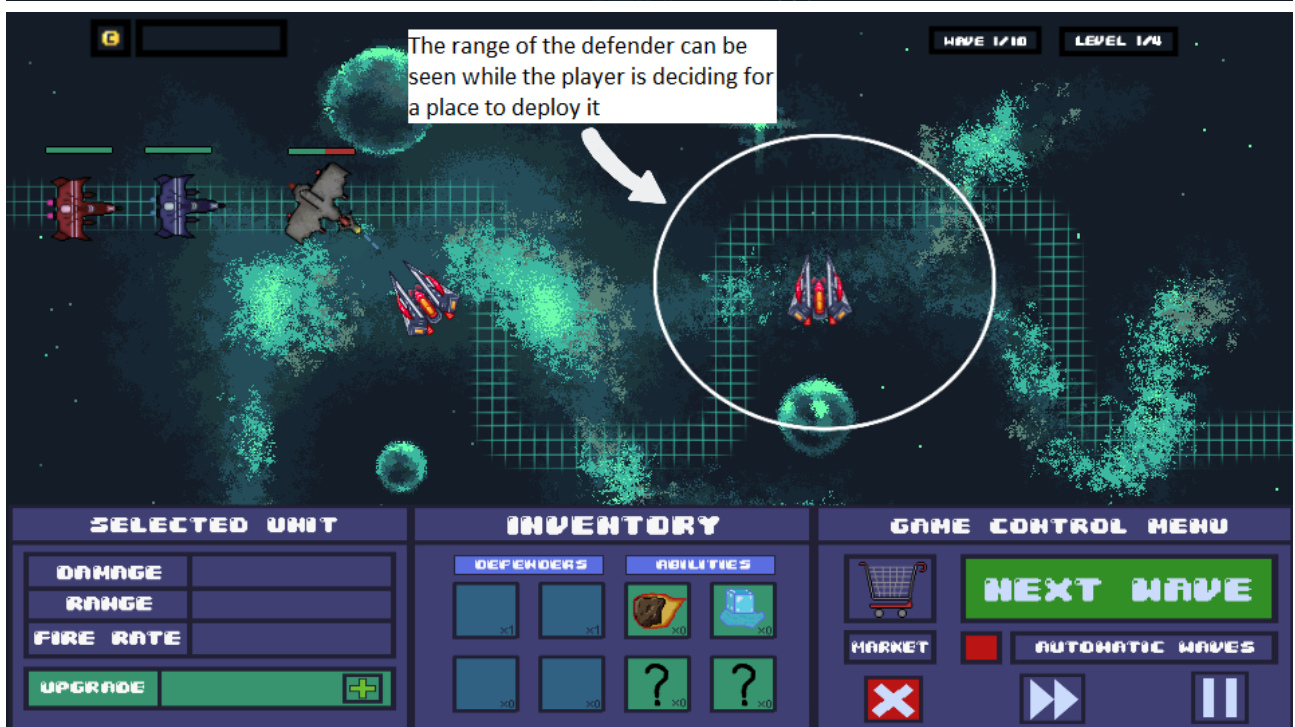 C
WAVE 1/10
LEVEL 1/4
The range of the defender can be
seen while the player is deciding for
a place to deploy it
SELECTED UNIT
DAMAGE
RANGE
FIRE RATE
UPGRADE
INVENTORY
DEFENDERS
ABILITIES
x1
x1
x0
x0
x0
x0
?
x0
?
x0
GAME CONTROL MENU
NEXT WAVE
MARKET
AUTOMATIC WAVES